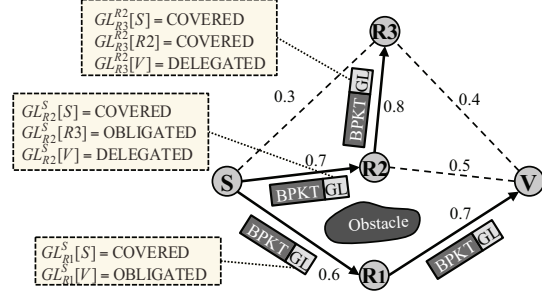 GL^{R2}_{R3}[S] = COVERED
GL^{R2}_{R3}[R2] = COVERED
GL^{R2}_{R3}[V] = DELEGATED
R3
BPKT GL
0.3
0.4
0.8
GL^{S}_{R2}[S] = COVERED
GL^{S}_{R2}[R3] = OBLIGATED
GL^{S}_{R2}[V] = DELEGATED
S
0.7
R2
0.5
V
BPKT GL
Obstacle
0.7
GL^{S}_{R1}[S] = COVERED
GL^{S}_{R1}[V] = OBLIGATED
BPKT GL
0.6
R1
BPKT GL